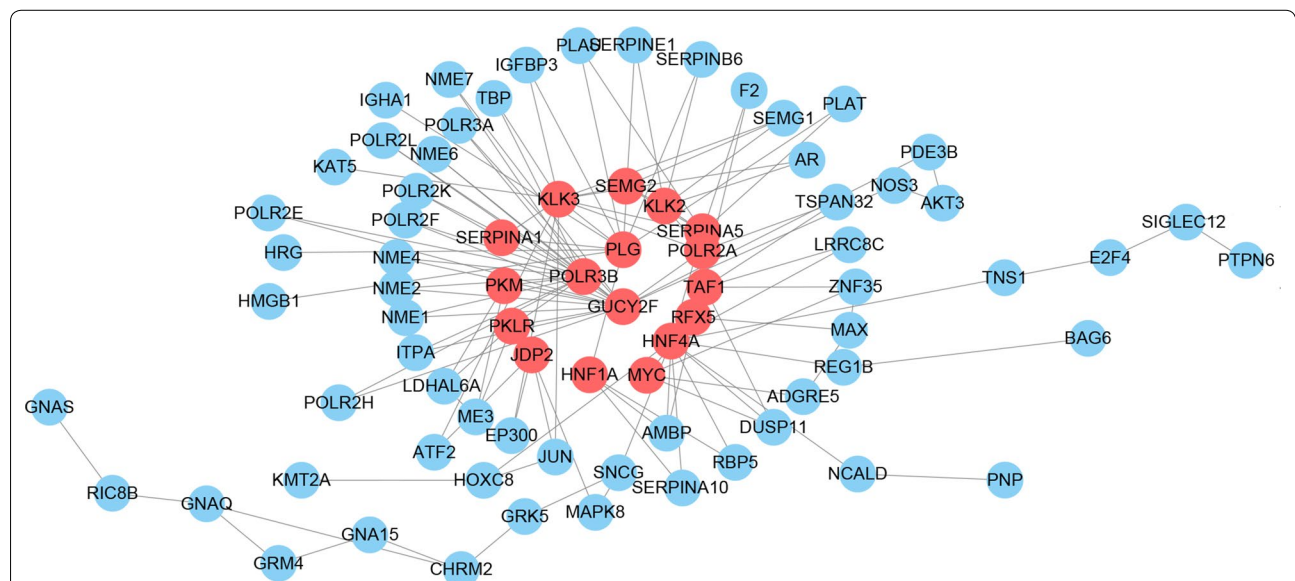 PLAU
SERPINE1
SERPINB6
IGFBP3
NME7
TBP
F2
IGHA1
PLAT
SEMG1
POLR3A
POLR2L
NME6
PDE3B
KAT5
AR
NOS3
SEMG2
POLR2K
KLK3
KLK2
TSPAN32
AKT3
POLR2E
POLR2F
SERPINA5
SIGLEC12
SERPINA1
PLG
POLR2A
LRRC8C
HRG
NME4
E2F4
PTPN6
POLR3B
TNS1
PKM
TAF1
ZNF35
NME2
HMGB1
GUCY2F
RFX5
NME1
PKLR
MAX
HNF4A
BAG6
ITPA
JDP2
REG1B
HNF1A
MYC
LDHAL6A
ADGRE5
POLR2H
GNAS
ME3
DUSP11
EP300
AMBP
ATF2
JUN
RBP5
SNCG
NCALD
PNP
KMT2A
HOXC8
SERPINA10
RIC8B
GNAQ
GRK5
MAPK8
GNA15
GRM4
CHRM2